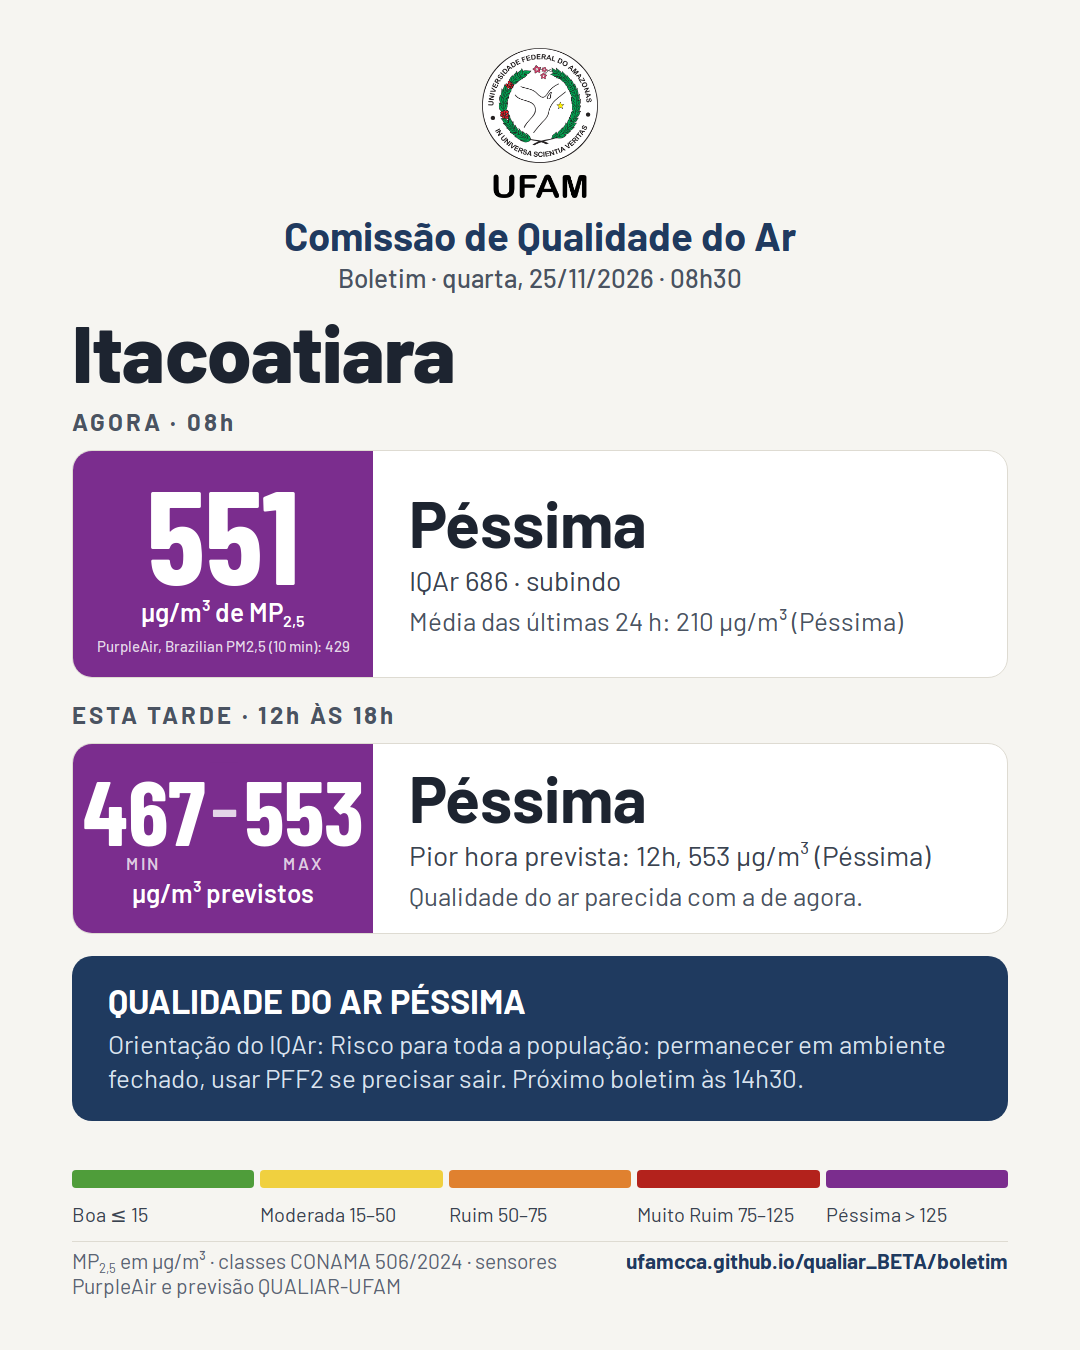 UNIVERSIDADE FEDERAL DO AMAZONAS
IN UNIVERSA SCIENTIA VERITAS
UFAM
Comissão de Qualidade do Ar
Boletim · quarta, 25/11/2026 · 08h30
Itacoatiara
AGORA · 08h
551
µg/m³ de MP2,5
PurpleAir, Brazilian PM2,5 (10 min): 429
Péssima
IQAr 686 · subindo
Média das últimas 24 h: 210 µg/m³ (Péssima)
ESTA TARDE · 12h ÀS 18h
467–553
MIN MAX
µg/m³ previstos
Péssima
Pior hora prevista: 12h, 553 µg/m³ (Péssima)
Qualidade do ar parecida com a de agora.
QUALIDADE DO AR PÉSSIMA
Orientação do IQAr: Risco para toda a população: permanecer em ambiente
fechado, usar PFF2 se precisar sair. Próximo boletim às 14h30.
Boa ≤ 15 Moderada 15–50 Ruim 50–75 Muito Ruim 75–125 Péssima > 125
MP2,5 em µg/m³ · classes CONAMA 506/2024 · sensores
PurpleAir e previsão QUALIAR-UFAM
ufamcca.github.io/qualiar_BETA/boletim